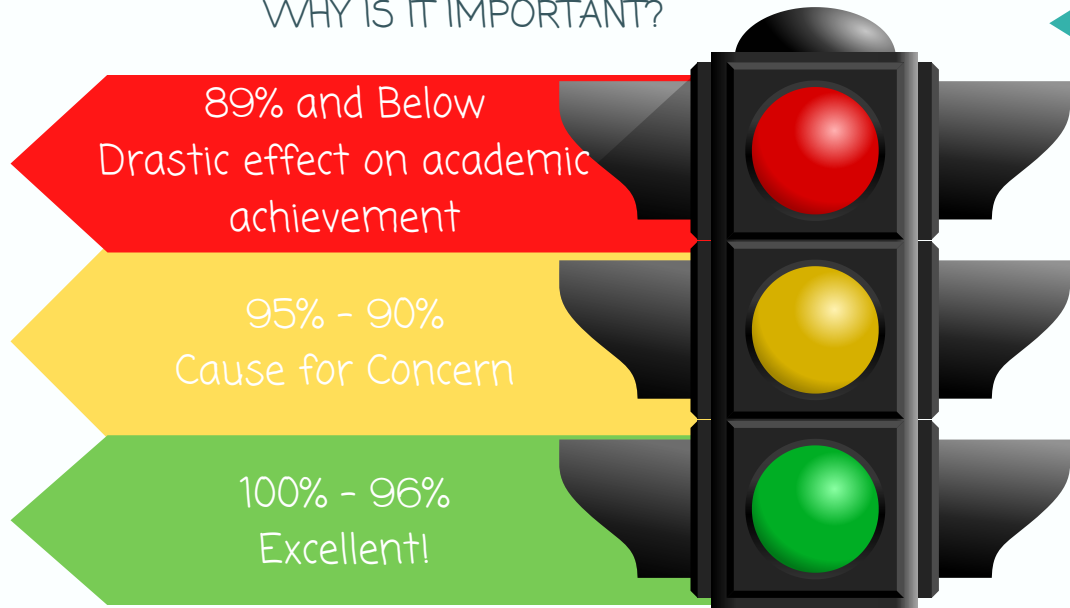 WHY IS IT IMPORTANT?
89% and Below
Drastic effect on academic
achievement
95% - 90%
Cause for Concern
100% - 96%
Excellent!